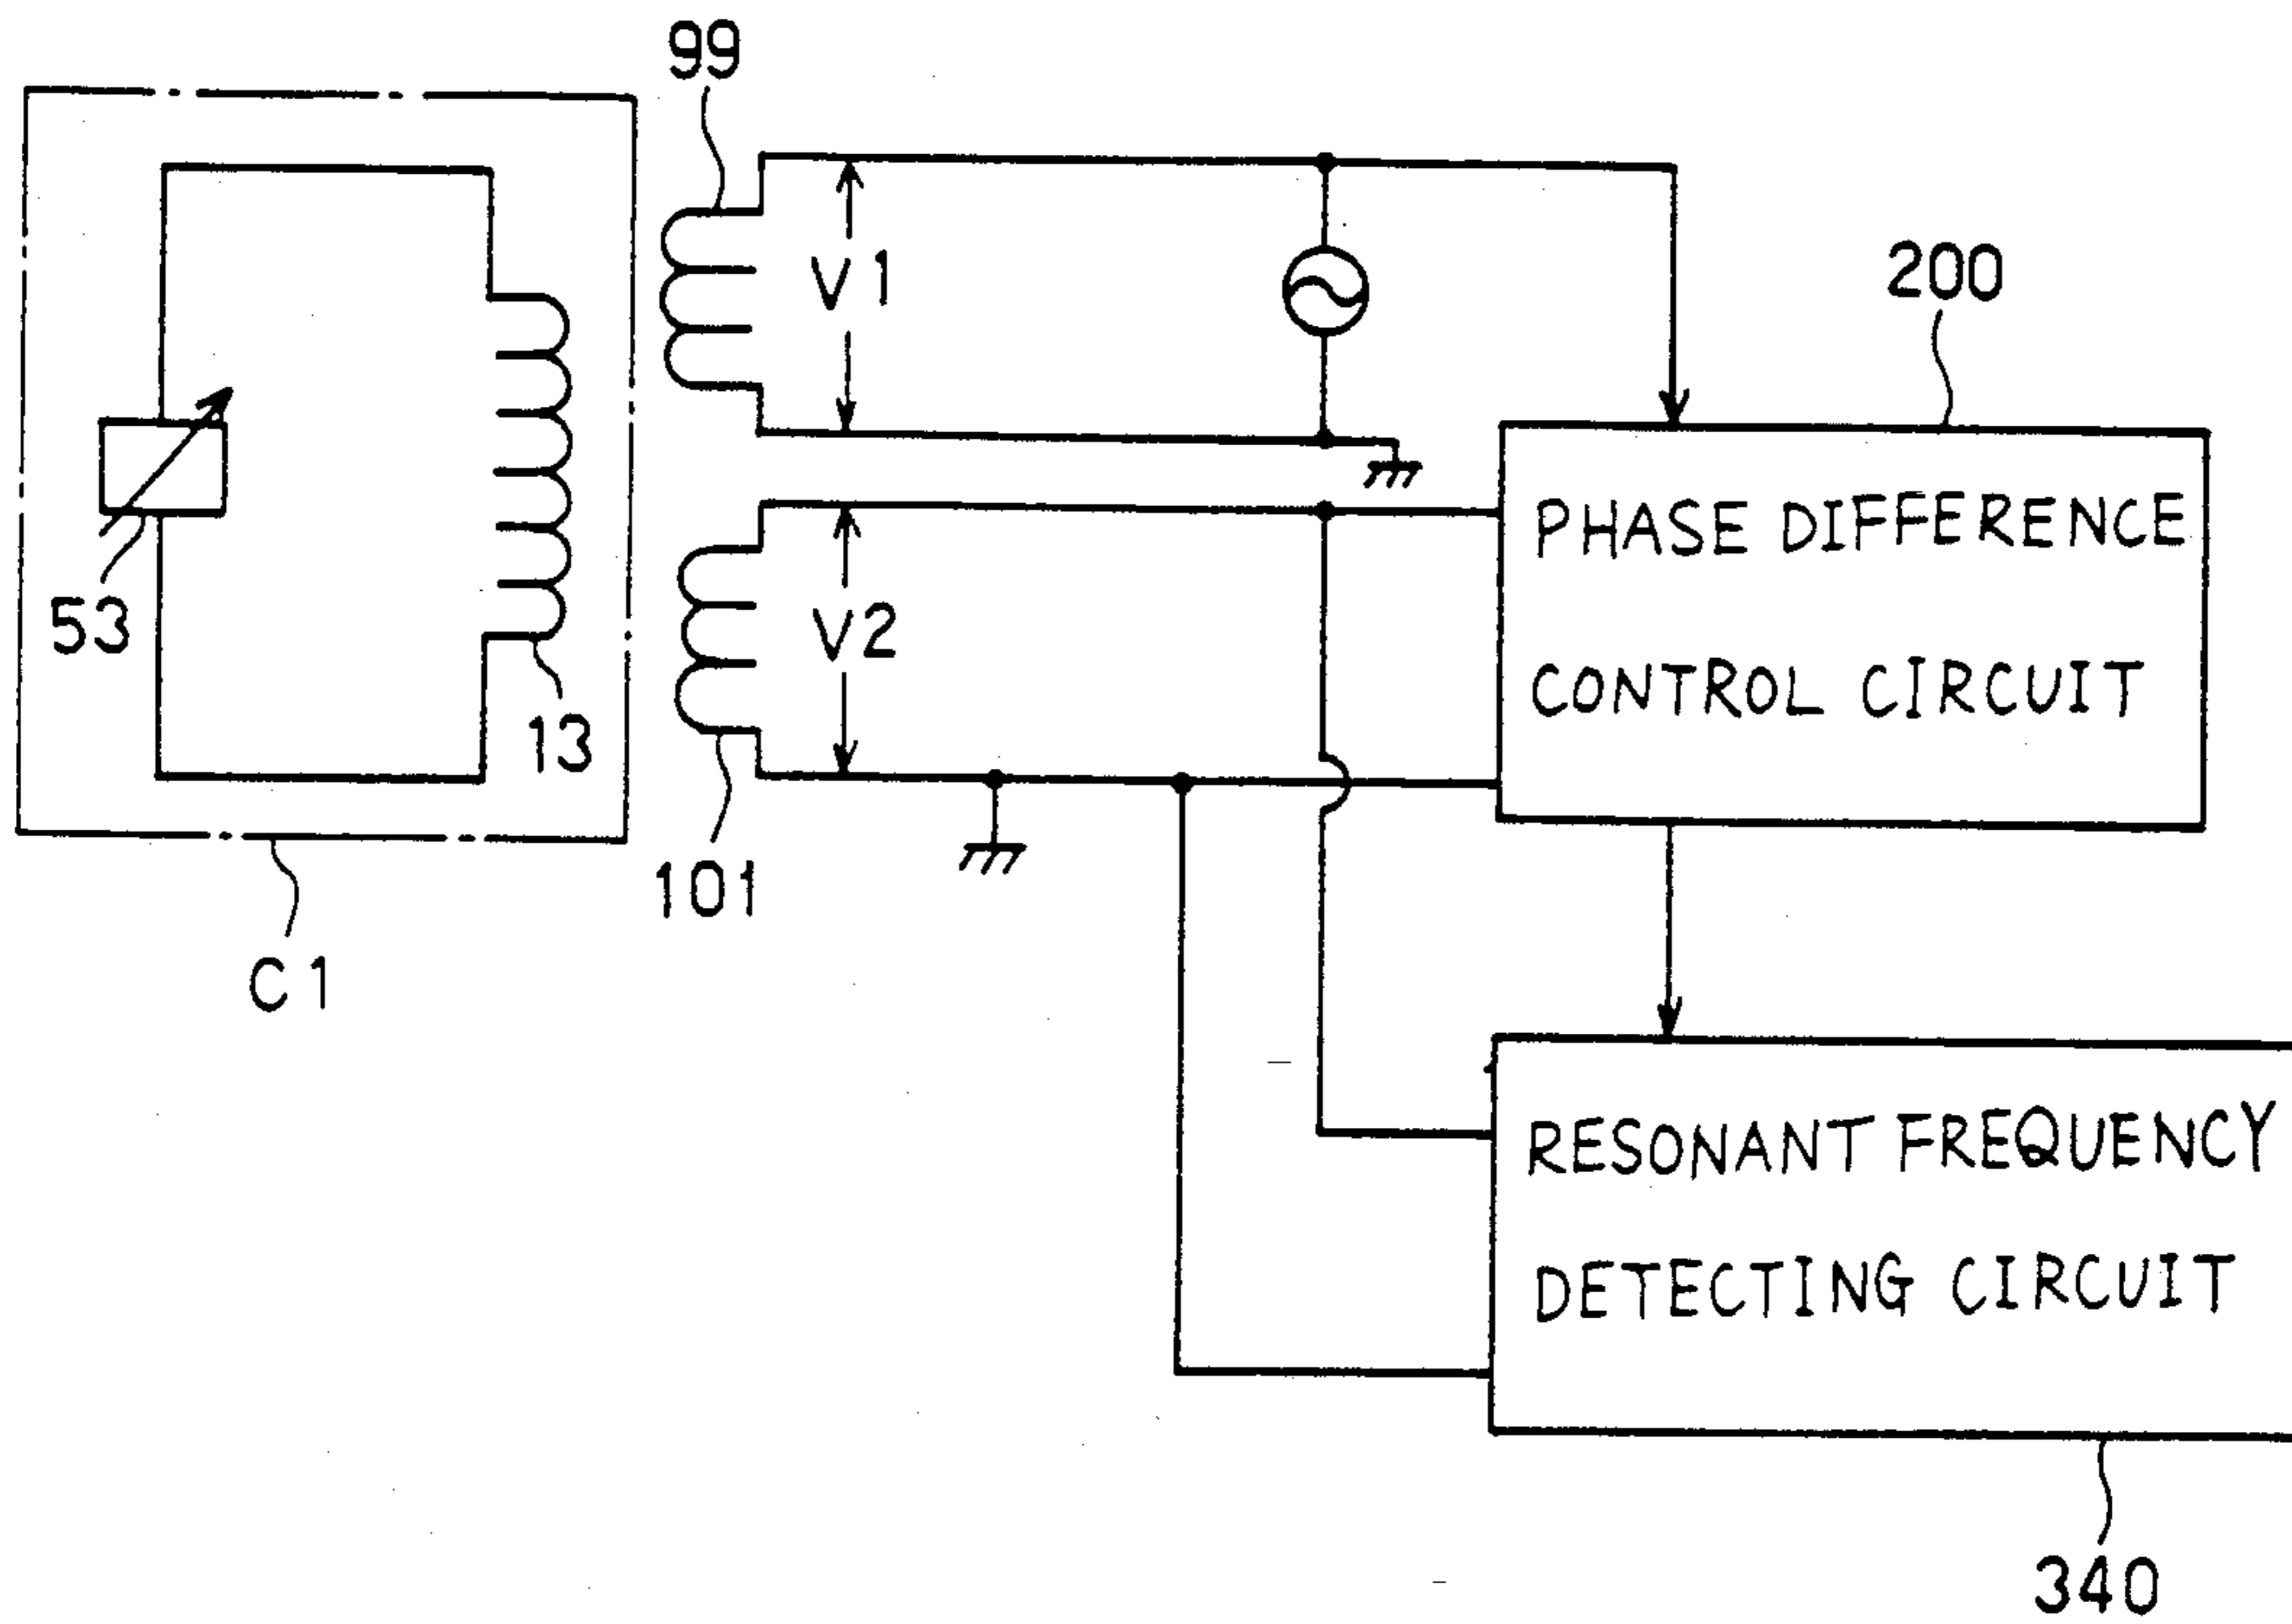 99
V1
200
PHASE DIFFERENCE
CONTROL CIRCUIT
53
V2
13
101
C1
RESONANT FREQUENCY
DETECTING CIRCUIT
340